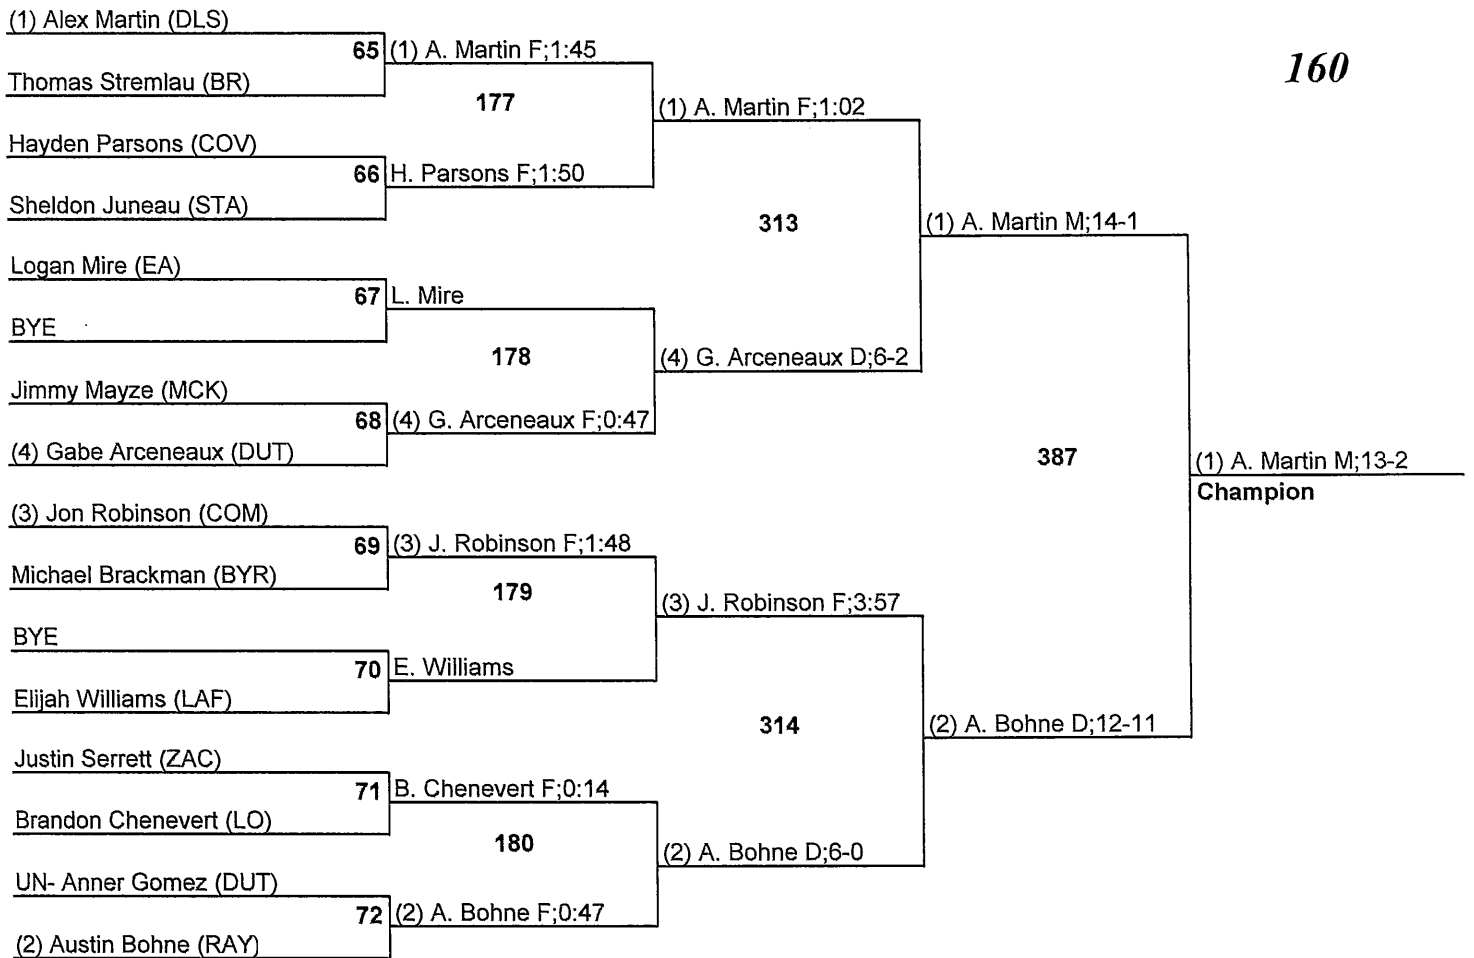 (1) Alex Martin (DLS)
65
(1) A. Martin F;1:45
160
Thomas Stremlau (BR)
177
(1) A. Martin F;1:02
Hayden Parsons (COV)
66
H. Parsons F;1:50
Sheldon Juneau (STA)
313
(1) A. Martin M;14-1
Logan Mire (EA)
67
L. Mire
BYE
178
(4) G. Arceneaux D;6-2
Jimmy Mayze (MCK)
68
(4) G. Arceneaux F;0:47
(4) Gabe Arceneaux (DUT)
387
(1) A. Martin M;13-2
Champion
(3) Jon Robinson (COM)
69
(3) J. Robinson F;1:48
Michael Brackman (BYR)
179
(3) J. Robinson F;3:57
BYE
70
E. Williams
Elijah Williams (LAF)
314
(2) A. Bohne D;12-11
Justin Serrett (ZAC)
71
B. Chenevert F;0:14
Brandon Chenevert (LO)
180
(2) A. Bohne D;6-0
UN- Anner Gomez (DUT)
72
(2) A. Bohne F;0:47
(2) Austin Bohne (RAY)